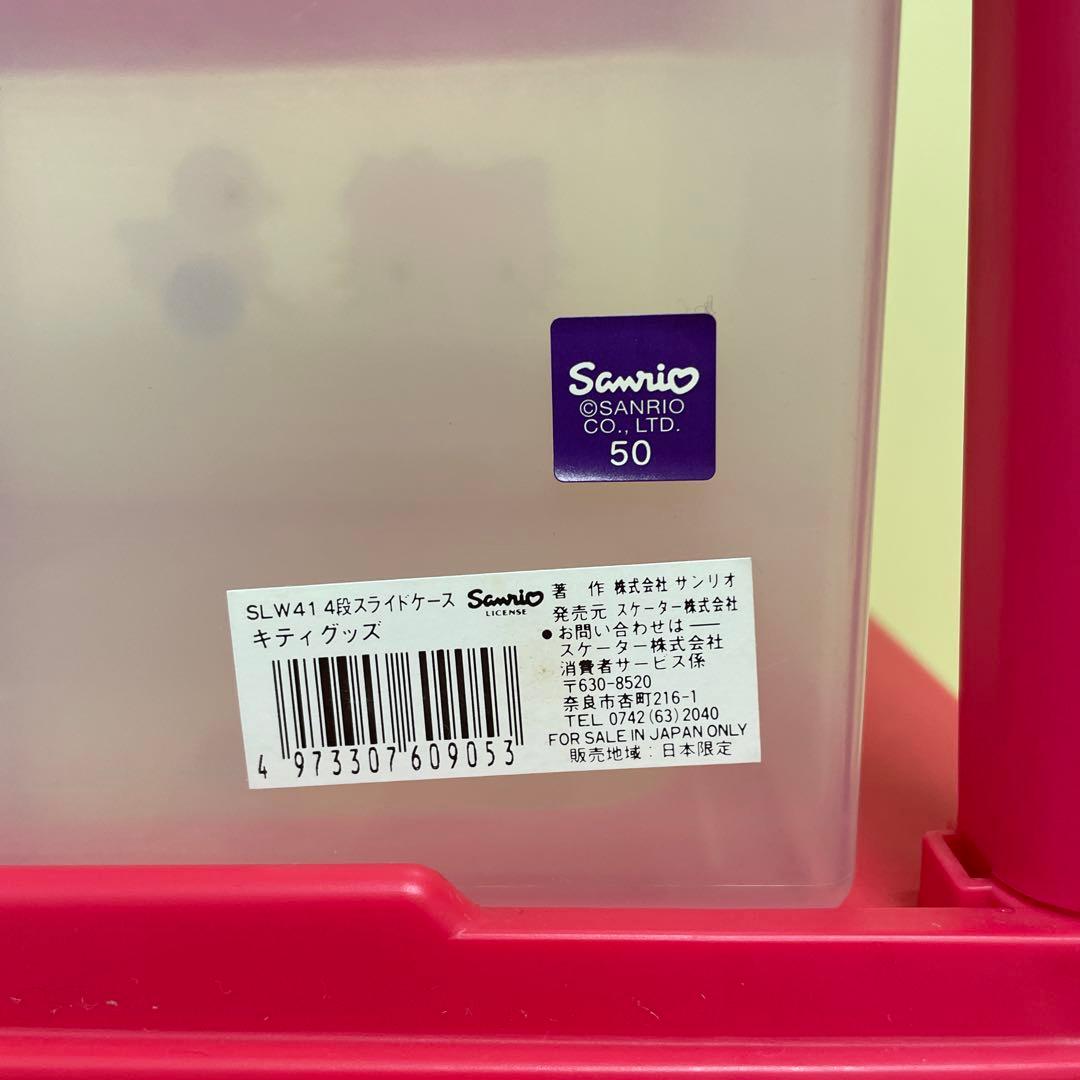 Sanrio
©SANRIO
CO., LTD.
50
SLW41 4段スライドケース
キティグッズ
Sanrio
LICENSE
4 973307 609053
著 作 株式会社 サンリオ
発売元 スケーター株式会社
●お問い合わせは──
スケーター株式会社
消費者サービス係
〒630-8520
奈良市杏町216-1
TEL 0742(63)2040
FOR SALE IN JAPAN ONLY
販売地域:日本限定